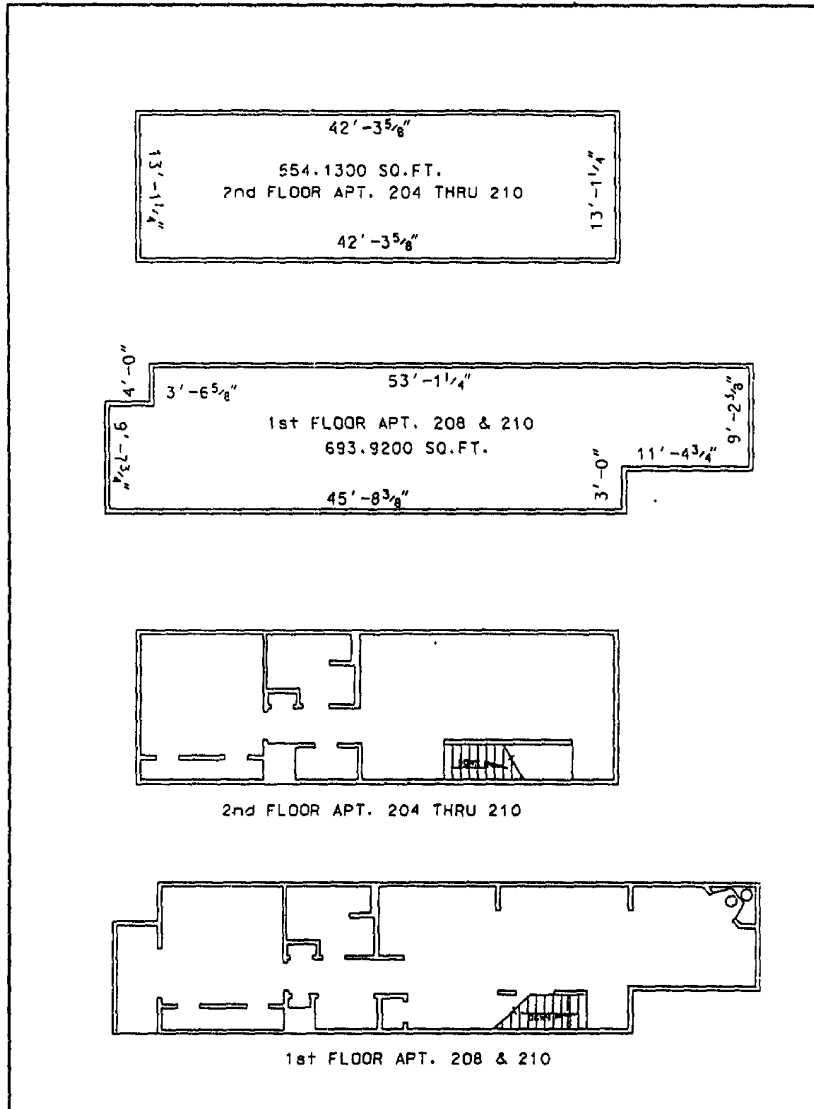 42'-3 5/8"
13'-1 1/4"
554.1300 SQ.FT.
2nd FLOOR APT. 204 THRU 210
13'-1 1/4"
42'-3 5/8"
4'-0"
3'-6 5/8"
53'-1 1/4"
9'-2 3/8"
1st FLOOR APT. 208 & 210
693.9200 SQ.FT.
9'-7 3/4"
11'-4 3/4"
3'-0"
45'-8 3/8"
2nd FLOOR APT. 204 THRU 210
1st FLOOR APT. 208 & 210